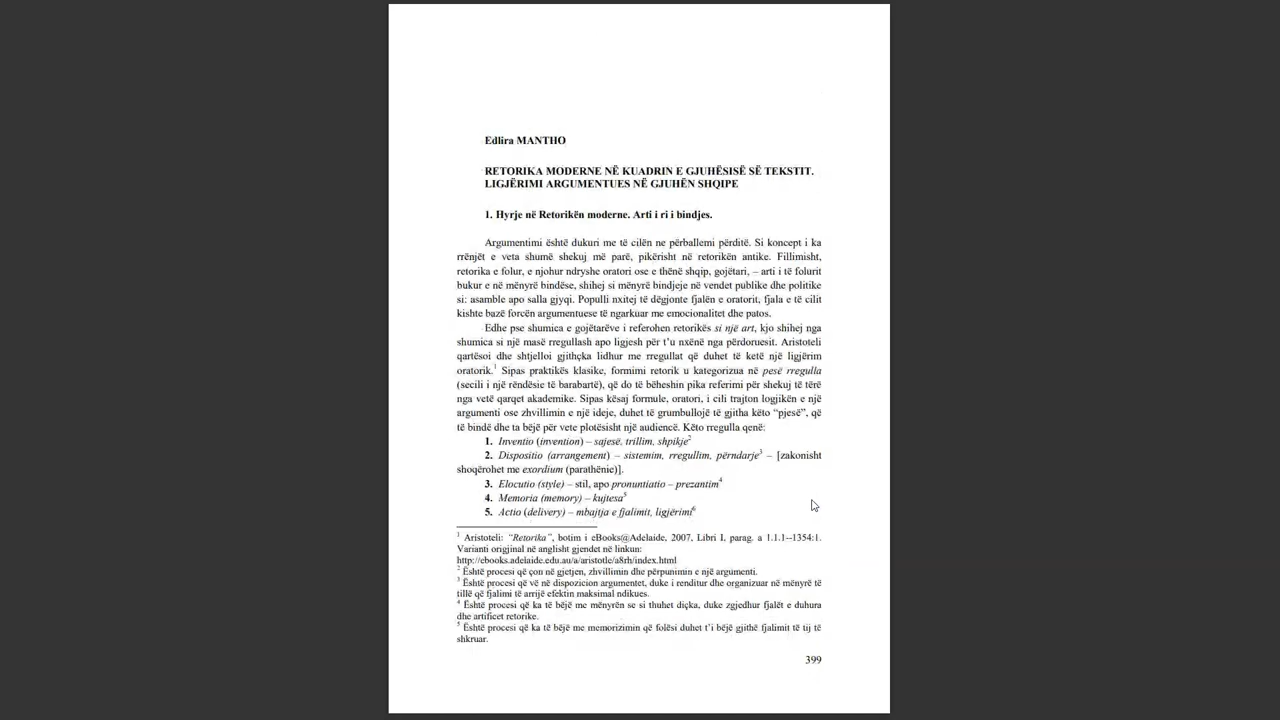 Edlira MANTHO
RETORIKA MODERNE NË KUADRIN E GJUHËSISË SË TEKSTIT.
LIGJËRIMI ARGUMENTUES NË GJUHËN SHQIPE
1. Hyrje në Retorikën moderne. Arti i ri i bindjes.
Argumentimi është dukuri me të cilën ne përballemi përditë. Si koncept i ka
rrënjët e veta shumë shekuj më parë, pikërisht në retorikën antike. Fillimisht,
retorika e folur, e njohur ndryshe oratori ose e thënë shqip, gojëtari, – arti i të folurit
bukur e në mënyrë bindëse, shihej si mënyrë bindjeje në vendet publike dhe politike
si: asamble apo salla gjyqi. Populli nxitej të dëgjonte fjalën e oratorit, fjala e të cilit
kishte bazë forcën argumentuese të ngarkuar me emocionalitet dhe patos.
Edhe pse shumica e gojëtarëve i referohen retorikës si një art, kjo shihej nga
shumica si një masë rregullash apo ligjesh për t’u nxënë nga përdoruesit. Aristoteli
qartësoi dhe shtjelloi gjithçka lidhur me rregullat që duhet të ketë një ligjërim
oratorik.1 Sipas praktikës klasike, formimi retorik u kategorizua në pesë rregulla
(secili i një rëndësie të barabartë), që do të bëheshin pika referimi për shekuj të tërë
nga vetë qarqet akademike. Sipas kësaj formule, oratori, i cili trajton logjikën e një
argumenti ose zhvillimin e një ideje, duhet të grumbullojë të gjitha këto “pjesë”, që
të bindë dhe ta bëjë për vete plotësisht një audiencë. Këto rregulla qenë:
1. Inventio (invention) – sajesë, trillim, shpikje2
2. Dispositio (arrangement) – sistemim, rregullim, përndarje3 – [zakonisht
shoqërohet me exordium (parathënie)].
3. Elocutio (style) – stil, apo pronuntiatio – prezantim4
4. Memoria (memory) – kujtesa5
5. Actio (delivery) – mbajtja e fjalimit, ligjërimi6
1 Aristoteli: “Retorika”, botim i eBooks@Adelaide, 2007, Libri I, parag. a 1.1.1--1354:1.
Varianti origjinal në anglisht gjendet në linkun:
http://ebooks.adelaide.edu.au/a/aristotle/a8rh/index.html
2 Është procesi që çon në gjetjen, zhvillimin dhe përpunimin e një argumenti.
3 Është procesi që vë në dispozicion argumentet, duke i renditur dhe organizuar në mënyrë të
tillë që fjalimi të arrijë efektin maksimal ndikues.
4 Është procesi që ka të bëjë me mënyrën se si thuhet diçka, duke zgjedhur fjalët e duhura
dhe artificet retorike.
5 Është procesi që ka të bëjë me memorizimin që folësi duhet t’i bëjë gjithë fjalimit të tij të
shkruar.
399